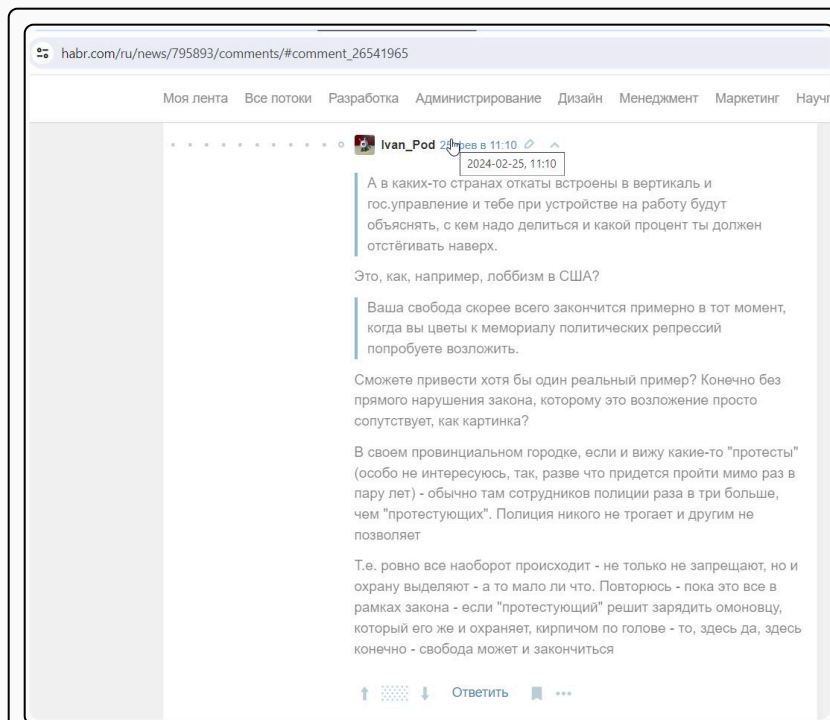 habr.com/ru/news/795893/comments/#comment_26541965
Моя лента Все потоки Разработка Администрирование Дизайн Менеджмент Маркетинг
Ivan_Pod в 11:10
2024-02-25, 11:10
А в каких-то странах откаты встроены в вертикаль и
гос.управление и тебе при устройстве на работу будут
объяснять, с кем надо делиться и какой процент ты должен
отстёгивать наверх.
Это, как, например, лоббизм в США?
Ваша свобода скорее всего закончится примерно в тот момент,
когда вы цветы к мемориалу политических репрессий
попробуете возложить.
Сможете привести хотя бы один реальный пример? Конечно без
прямого нарушения закона, которому это возложение просто
сопутствует, как картинка?
В своем провинциальном городке, если и вижу какие-то "протесты"
(особо не интересуюсь, так, разве что придется пройти мимо раз в
пару лет) - обычно там сотрудников полиции раза в три больше,
чем "протестующих". Полиция никого не трогает и другим не
позволяет
Т.е. ровно все наоборот происходит - не только не запрещают, но и
охрану выделяют - а то мало ли что. Повторюсь - пока это все в
рамках закона - если "протестующий" решит зарядить омоновцу,
который его же и охраняет, кирпичом по голове - то, здесь да, здесь
конечно - свобода может и закончиться
Ответить